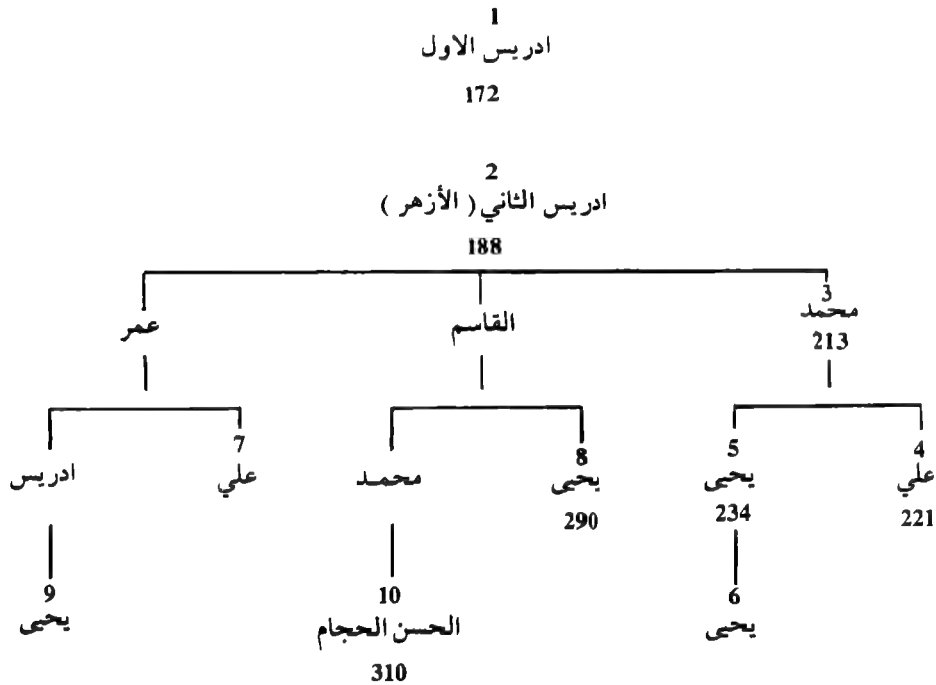 1
ادريس الاول
172
2
ادريس الثاني ( الأزهر )
188
3
محمد القاسم عمر
213
4 5 8 7
علي يحيى يحيى محمد علي ادريس
221 234 290
6 10 9
يحيى الحسن الحجام يحيى
310